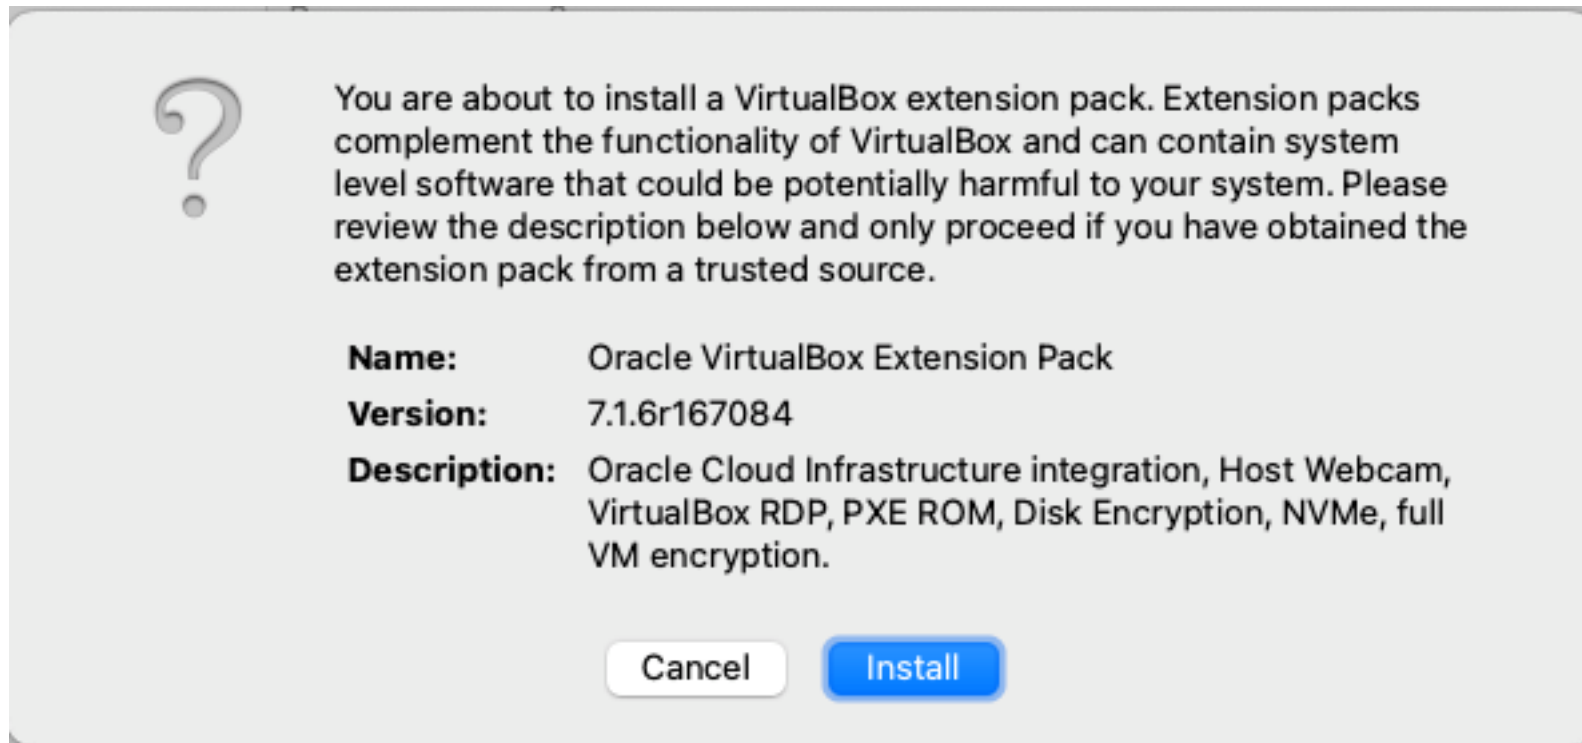 You are about to install a VirtualBox extension pack. Extension packs
complement the functionality of VirtualBox and can contain system
level software that could be potentially harmful to your system. Please
review the description below and only proceed if you have obtained the
extension pack from a trusted source.
Name: Oracle VirtualBox Extension Pack
Version: 7.1.6r167084
Description: Oracle Cloud Infrastructure integration, Host Webcam,
VirtualBox RDP, PXE ROM, Disk Encryption, NVMe, full
VM encryption.
Cancel Install